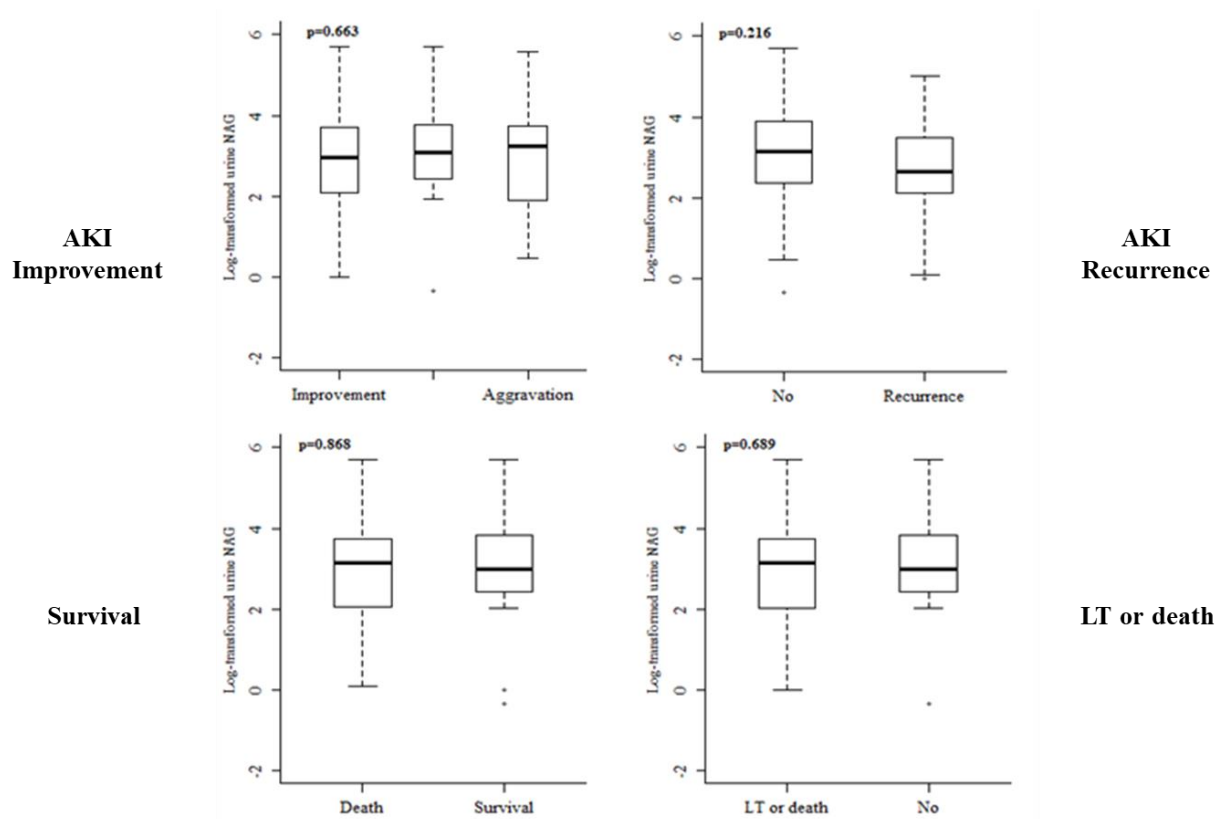 AKI
Improvement
p=0.663
Log-transformed urine NAG
6
4
2
0
-2
Improvement
Aggravation
p=0.216
Log-transformed urine NAG
6
4
2
0
-2
No
Recurrence
AKI
Recurrence
Survival
p=0.868
Log-transformed urine NAG
6
4
2
0
-2
Death
Survival
p=0.689
Log-transformed urine NAG
6
4
2
0
-2
LT or death
No
LT or death